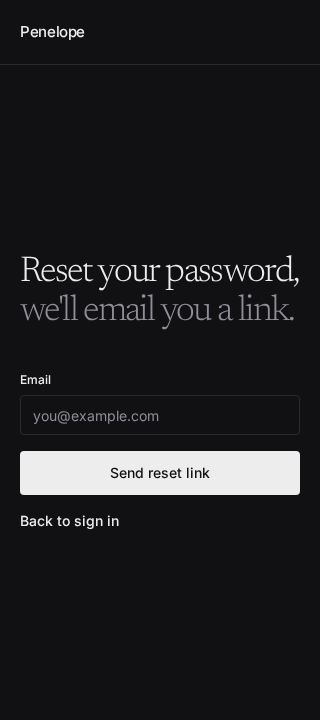 Penelope
Reset your password,
we'll email you a link.
Email
you@example.com
Send reset link
Back to sign in